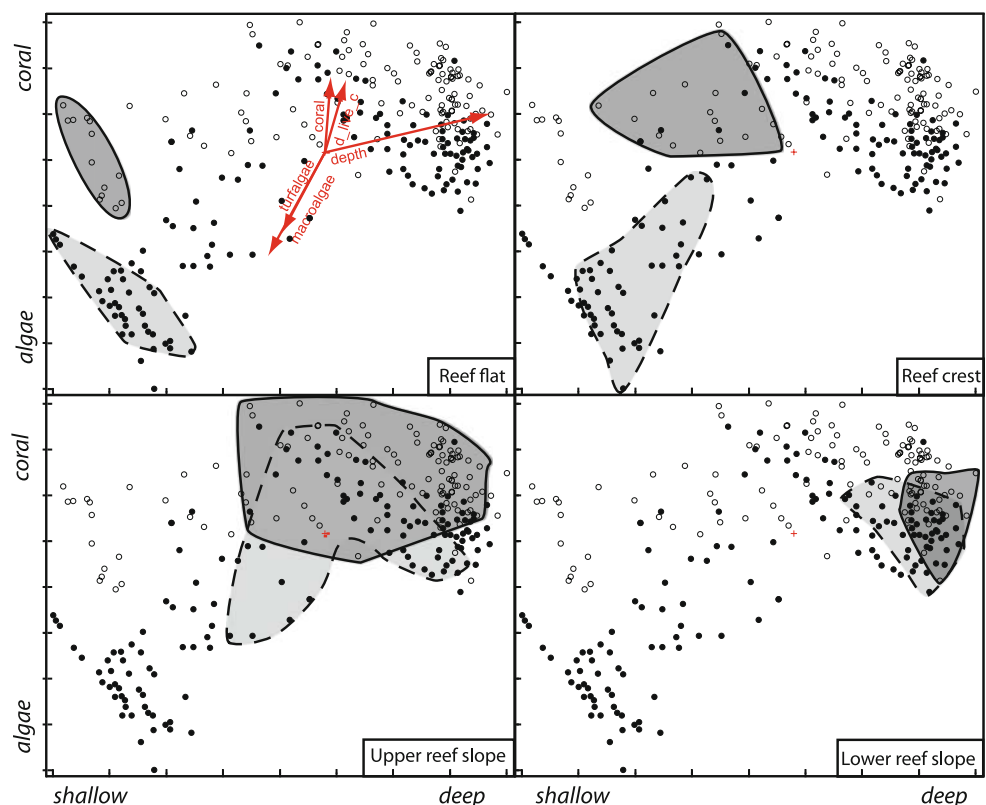 coral
algae
coral
d_live_c
depth
turfalgae
macroalgae
Reef flat
Reef crest
coral
algae
Upper reef slope
Lower reef slope
shallow
deep
shallow
deep